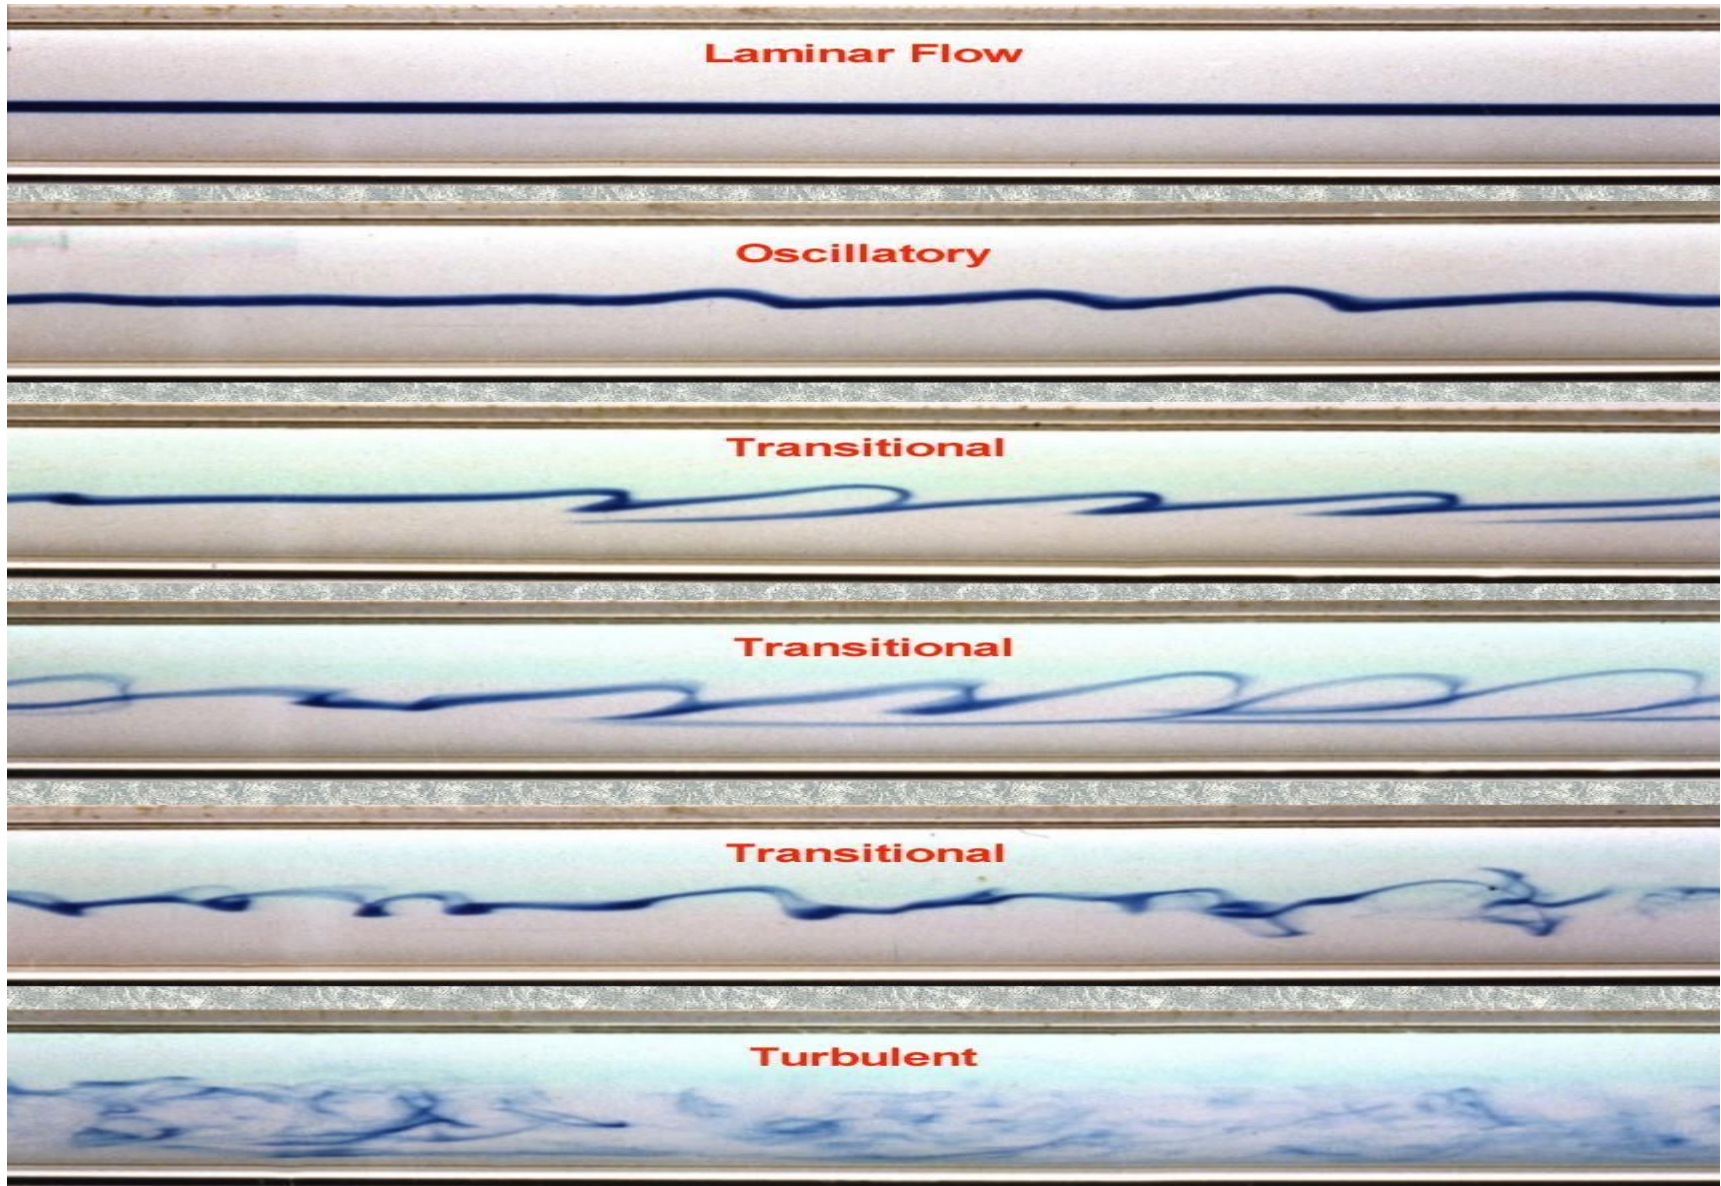 Laminar Flow
Oscillatory
Transitional
Transitional
Transitional
Turbulent